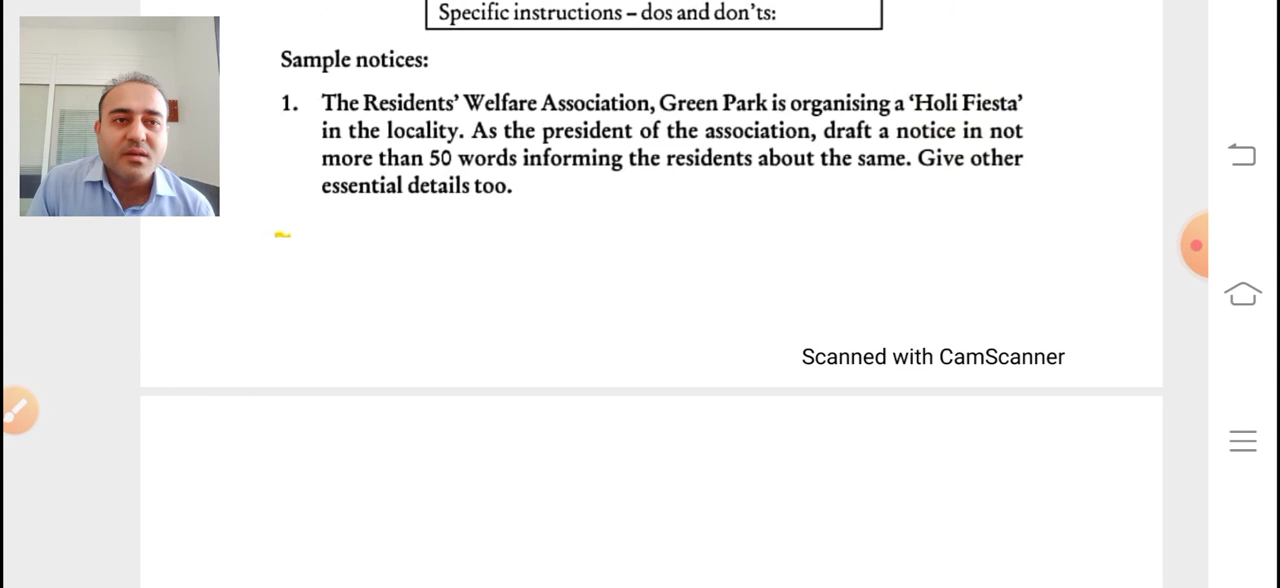 Specific instructions – dos and don'ts:
Sample notices:
1. The Residents' Welfare Association, Green Park is organising a 'Holi Fiesta'
in the locality. As the president of the association, draft a notice in not
more than 50 words informing the residents about the same. Give other
essential details too.
Scanned with CamScanner